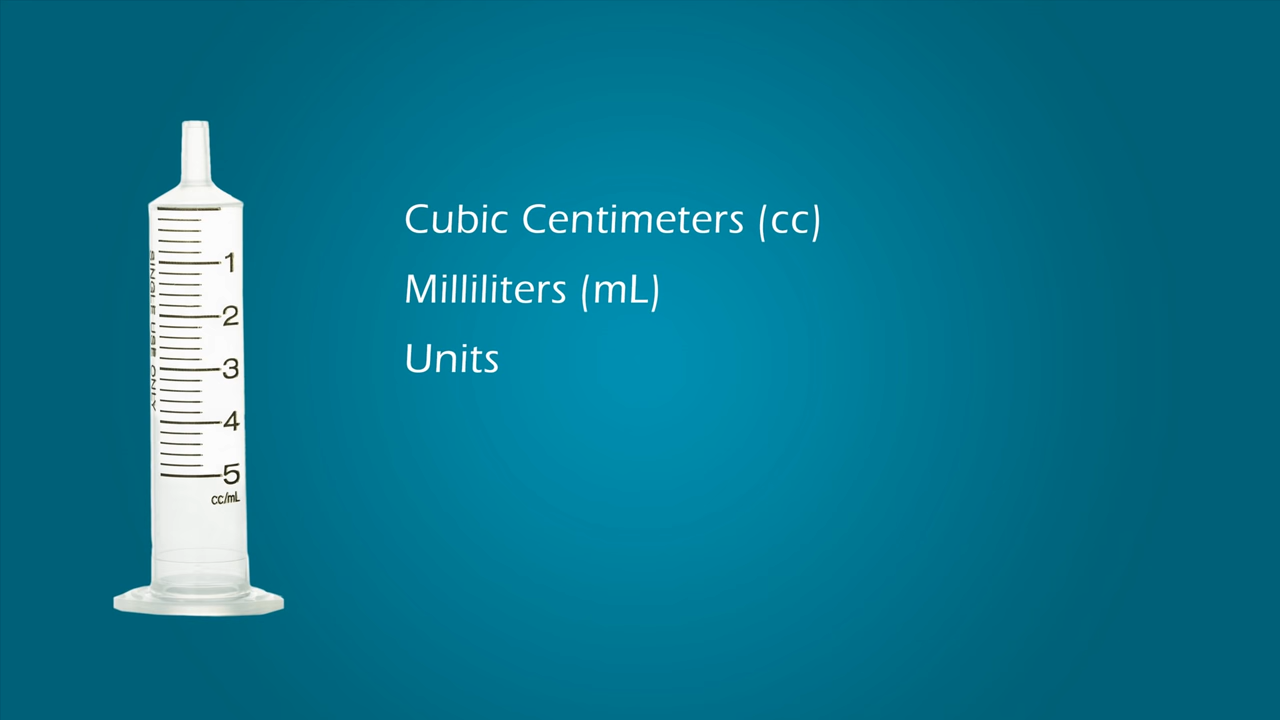 Cubic Centimeters (cc)
Milliliters (mL)
Units
1
2
3
4
5
cc/mL
SINGLE USE ONLY